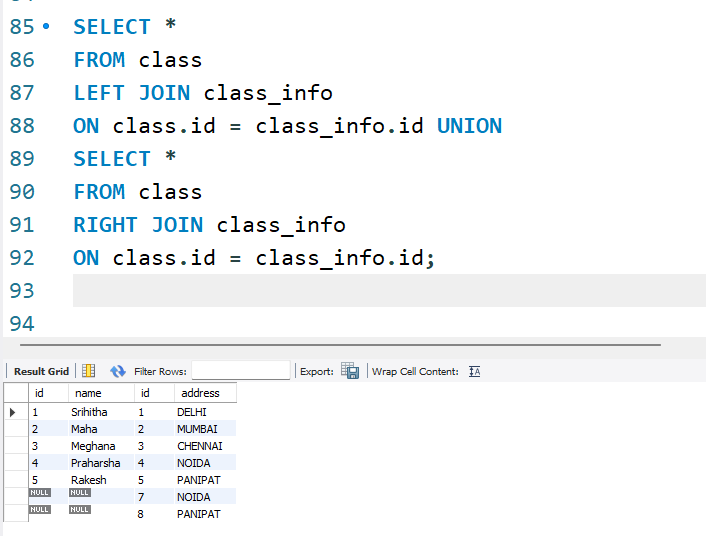 85 SELECT *
86 FROM class
87 LEFT JOIN class_info
88 ON class.id = class_info.id UNION
89 SELECT *
90 FROM class
91 RIGHT JOIN class_info
92 ON class.id = class_info.id;
93
94
Result Grid Filter Rows: Export: Wrap Cell Content: IA
id name id address
1 Srihitha 1 DELHI
2 Maha 2 MUMBAI
3 Meghana 3 CHENNAI
4 Praharsha 4 NOIDA
5 Rakesh 5 PANIPAT
NULL NULL 7 NOIDA
NULL NULL 8 PANIPAT